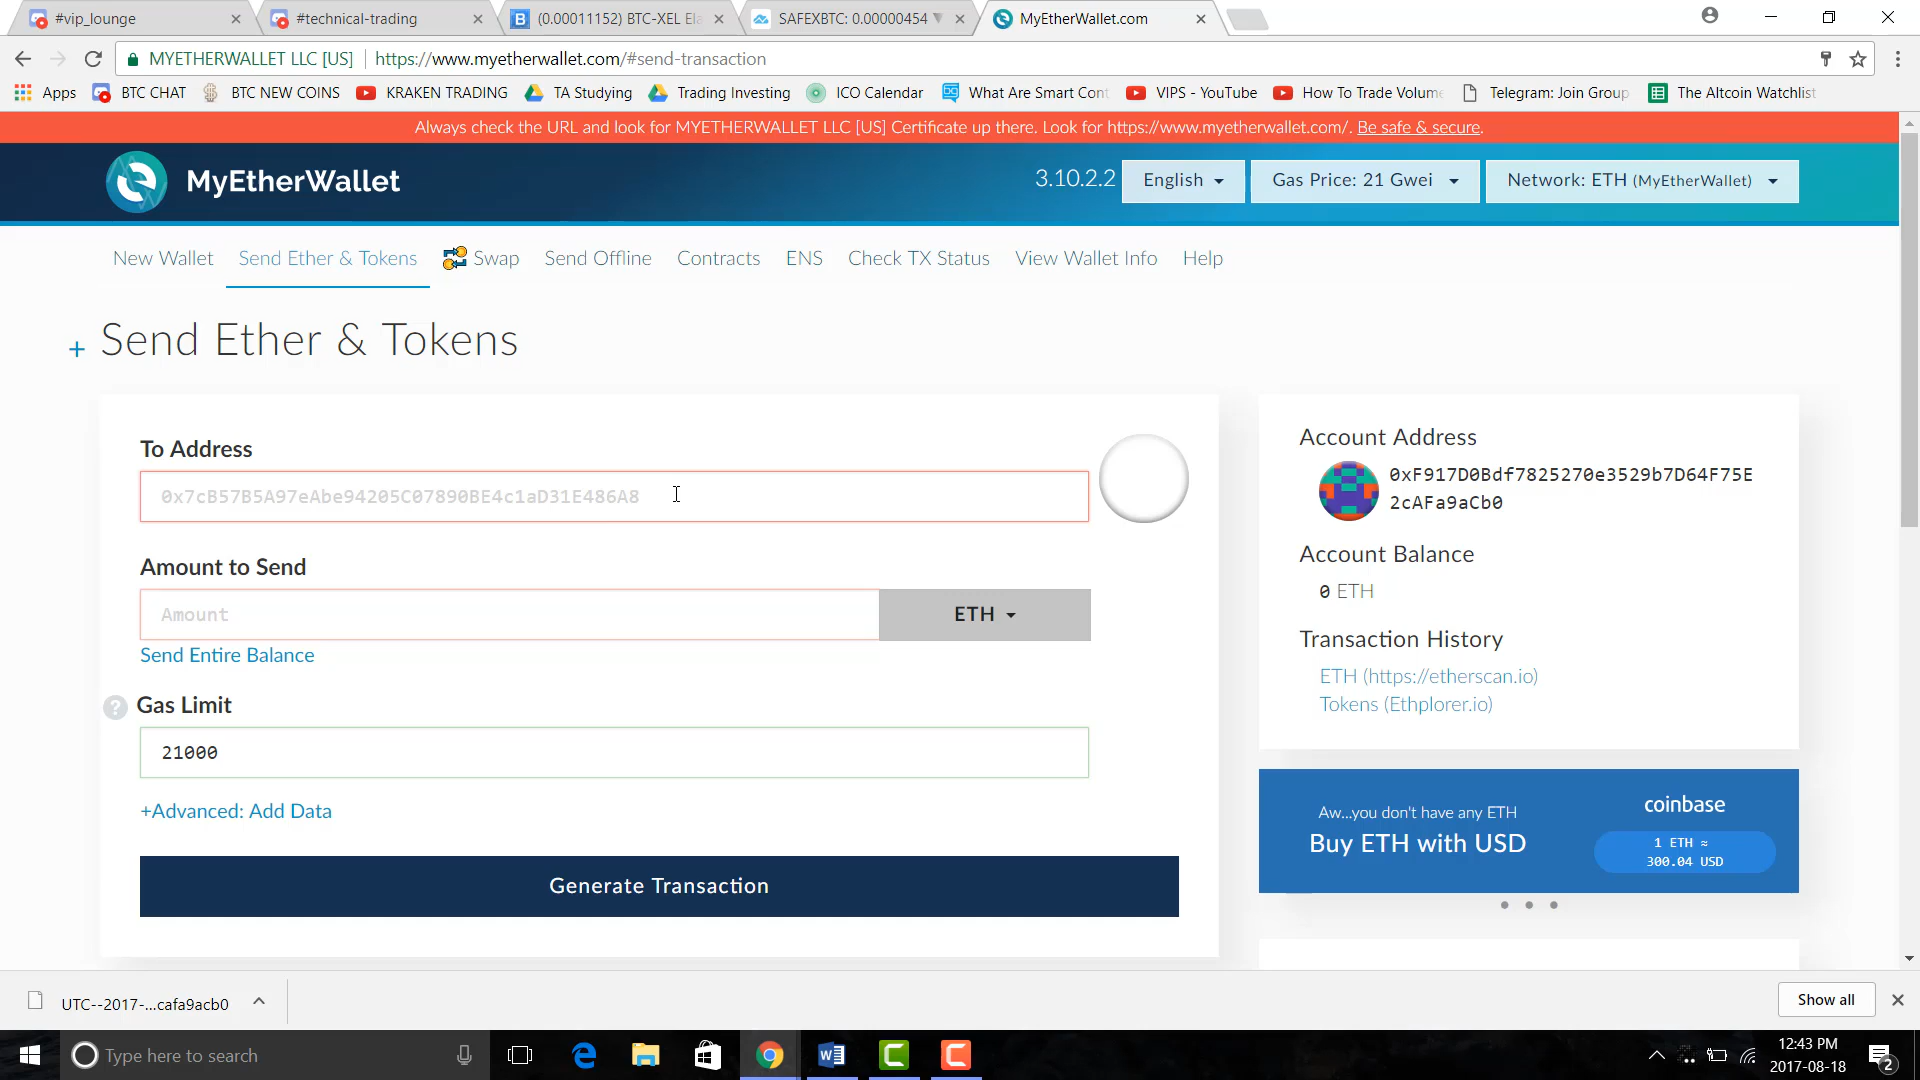 #vip_lounge
#technical-trading
(0.00011152) BTC-XEL Ela
SAFEXBTC: 0.00000454 ▼
MyEtherWallet.com
MYETHERWALLET LLC [US] https://www.myetherwallet.com/#send-transaction
Apps BTC CHAT BTC NEW COINS KRAKEN TRADING TA Studying Trading Investing ICO Calendar What Are Smart Cont VIPS - YouTube How To Trade Volume Telegram: Join Group The Altcoin Watchlist
Always check the URL and look for MYETHERWALLET LLC [US] Certificate up there. Look for https://www.myetherwallet.com/. Be safe & secure.
MyEtherWallet
3.10.2.2 English Gas Price: 21 Gwei Network: ETH (MyEtherWallet)
New Wallet Send Ether & Tokens Swap Send Offline Contracts ENS Check TX Status View Wallet Info Help
+ Send Ether & Tokens
To Address
0x7cB57B5A97eAbe94205C07890BE4c1aD31E486A8
Amount to Send
Amount ETH
Send Entire Balance
? Gas Limit
21000
+Advanced: Add Data
Generate Transaction
Account Address
0xF917D0Bdf7825270e3529b7D64F75E
2cAFa9aCb0
Account Balance
0 ETH
Transaction History
ETH (https://etherscan.io)
Tokens (Ethplorer.io)
Aw...you don't have any ETH
Buy ETH with USD
coinbase
1 ETH ≈
300.04 USD
UTC--2017-...cafa9acb0
Show all
Type here to search
12:43 PM
2017-08-18
2